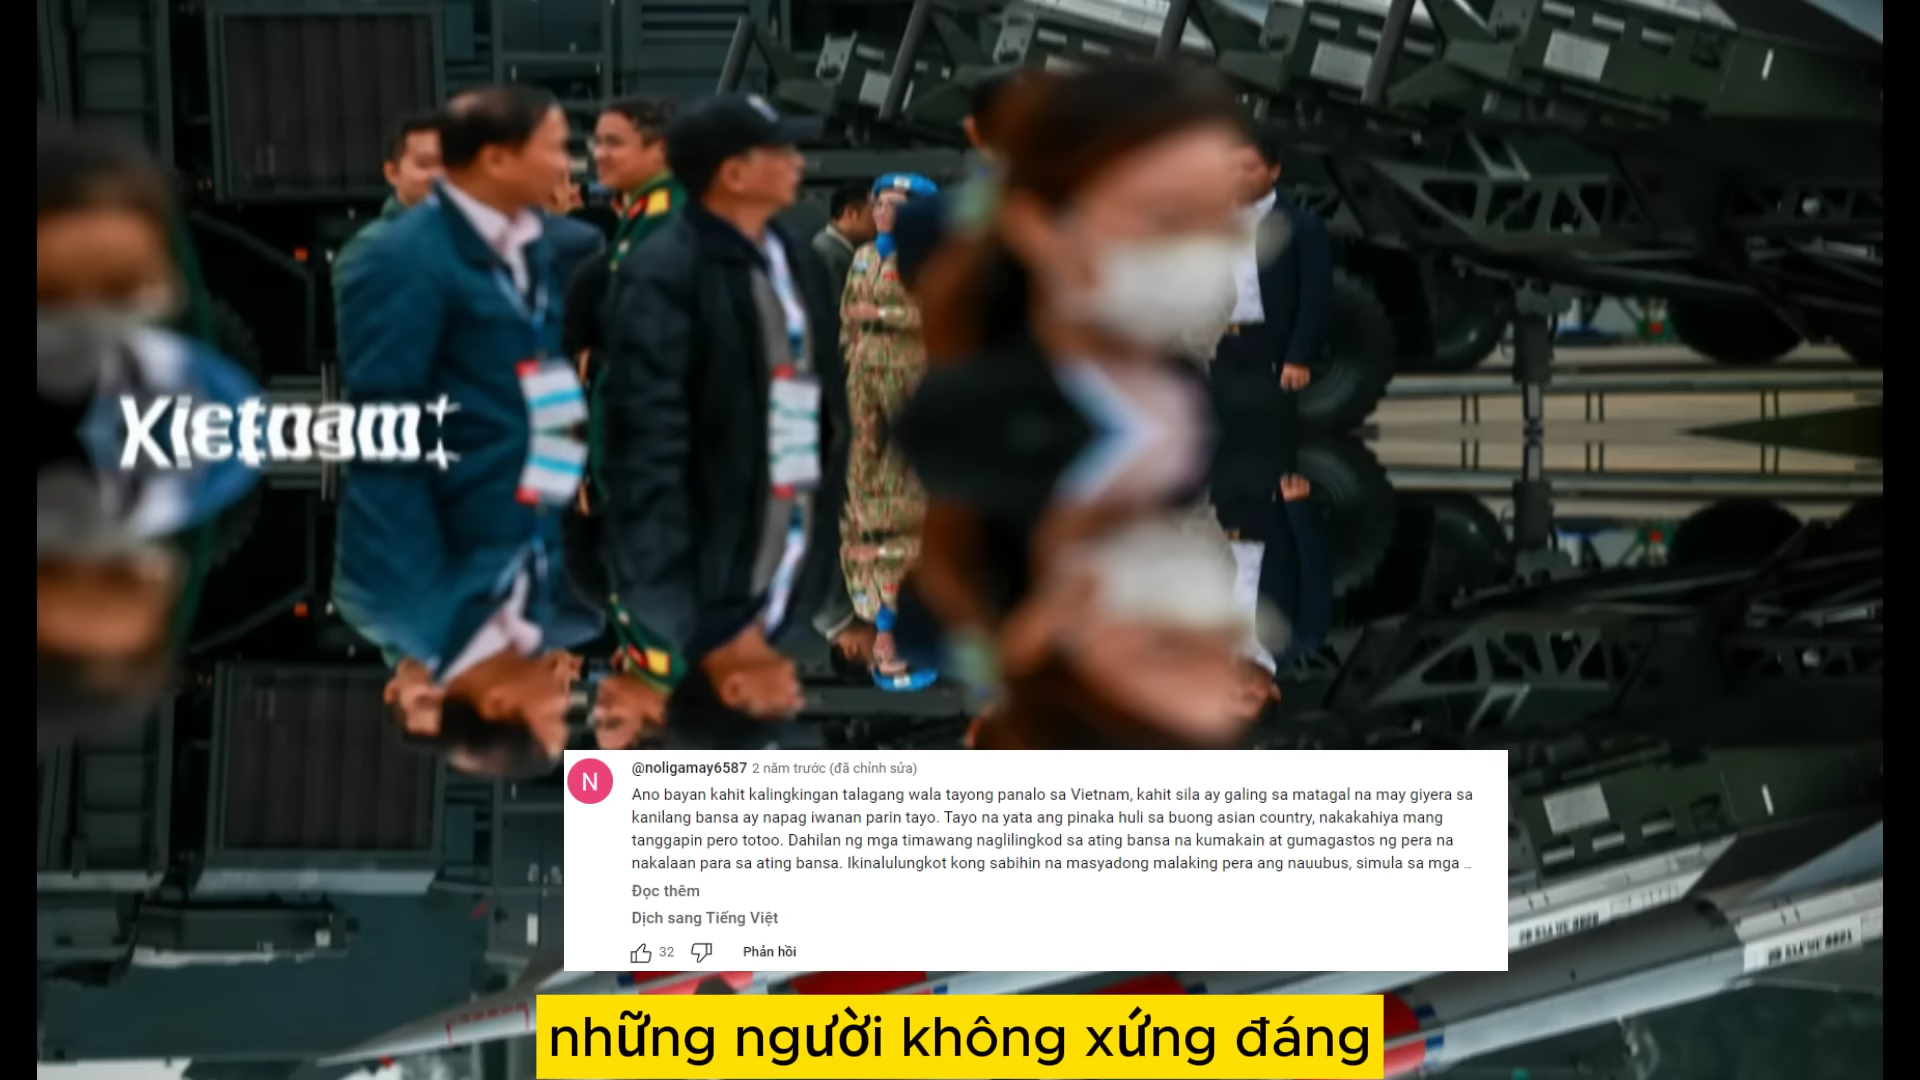 Vietnam+
@noligamay6587 2 năm trước (đã chỉnh sửa)
N
Ano bayan kahit kalingkingan talagang wala tayong panalo sa Vietnam, kahit sila ay galing sa matagal na may giyera sa
kanilang bansa ay napag iwanan parin tayo. Tayo na yata ang pinaka huli sa buong asian country, nakakahiya mang
tanggapin pero totoo. Dahilan ng mga timawang naglilingkod sa ating bansa na kumakain at gumagastos ng pera na
nakalaan para sa ating bansa. Ikinalulungkot kong sabihin na masyadong malaking pera ang nauubus, simula sa mga ...
Đọc thêm
Dịch sang Tiếng Việt
32
Phản hồi
những người không xứng đáng